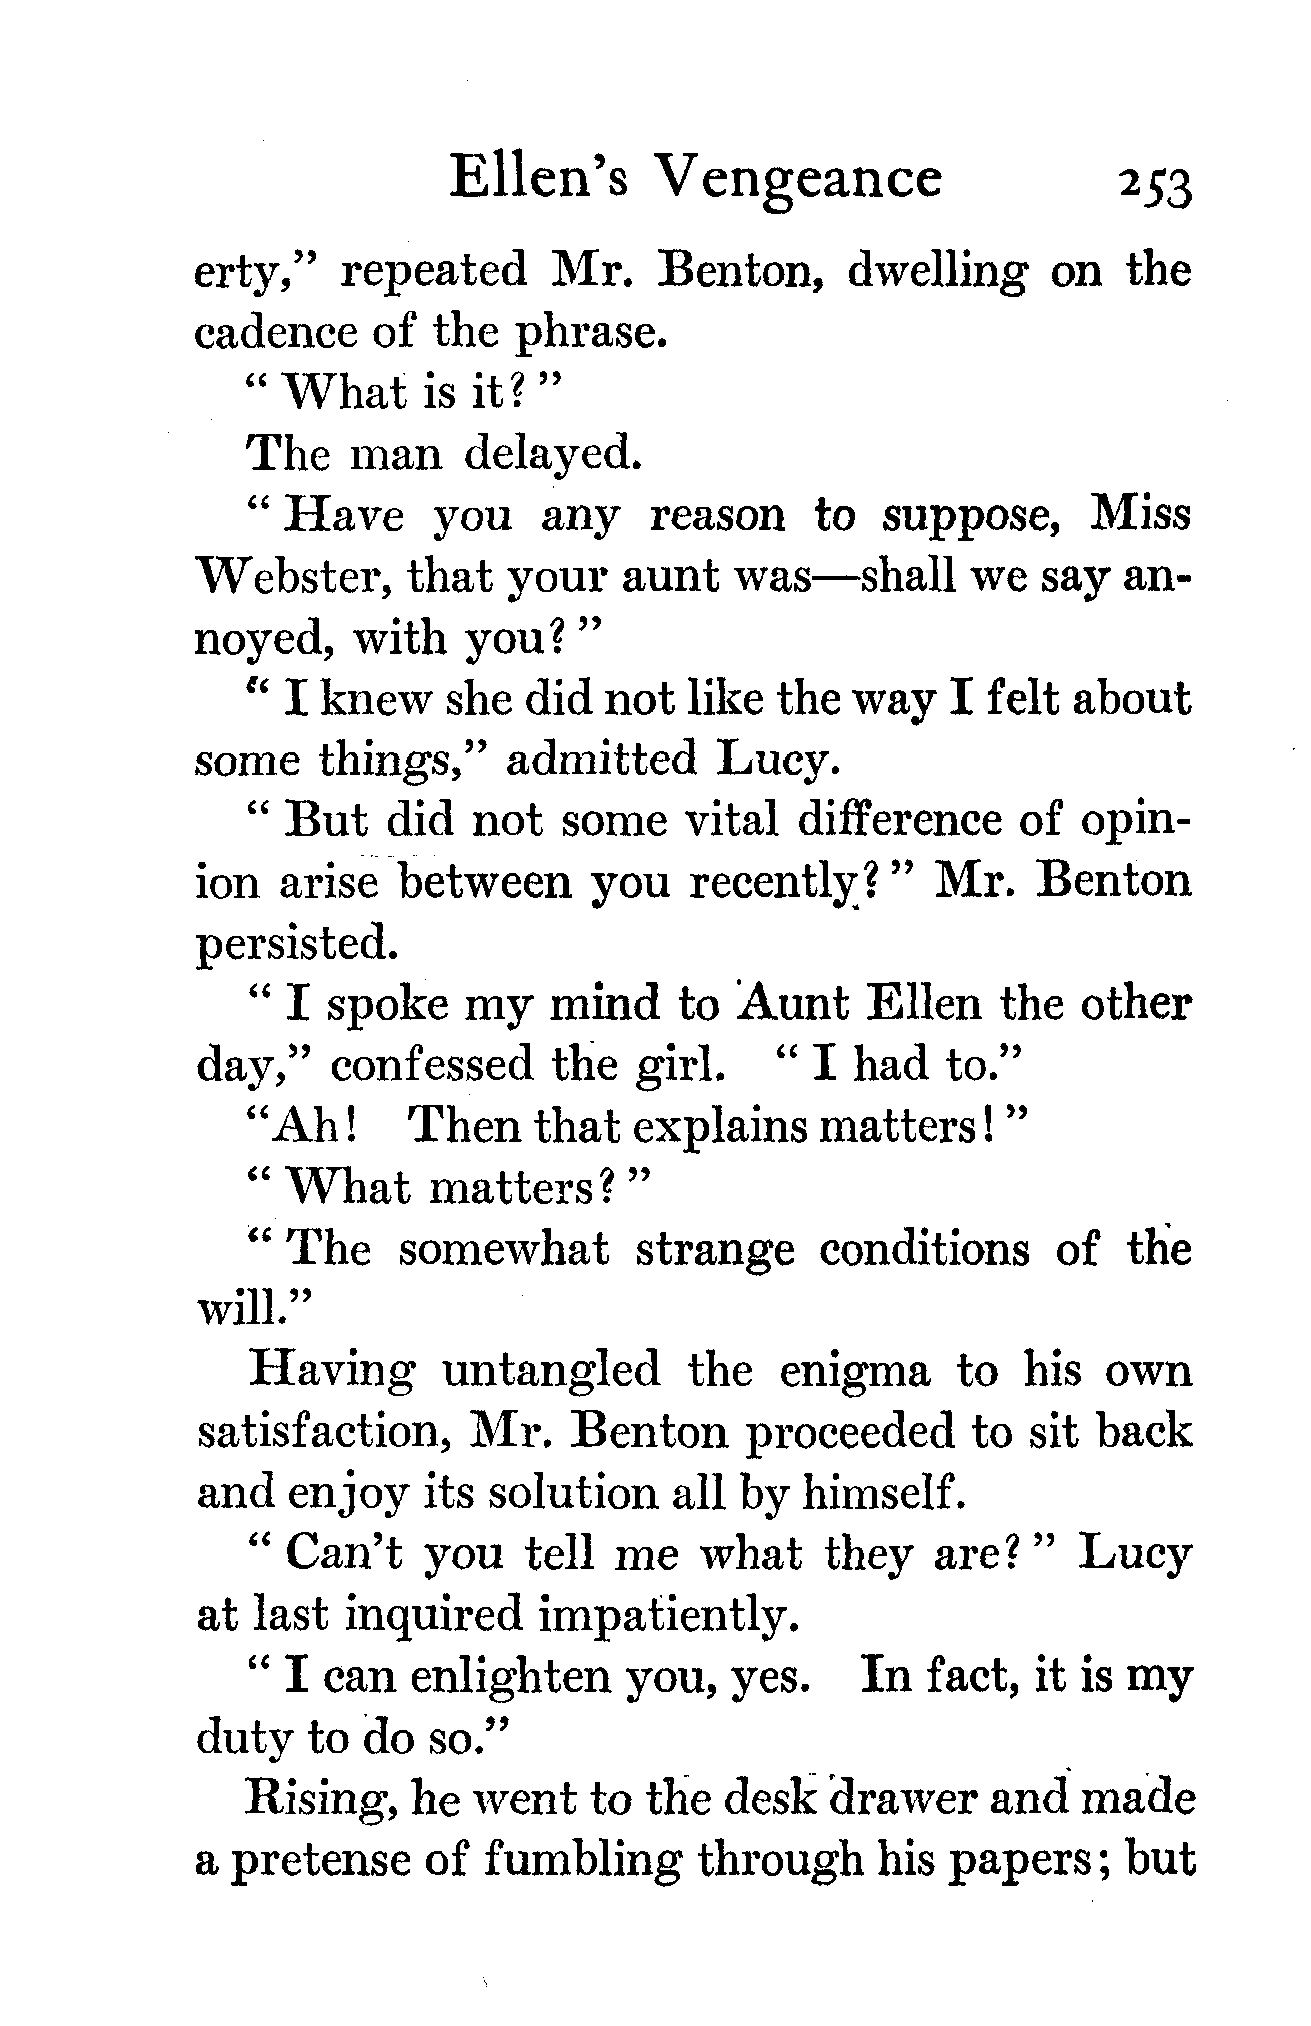 Ellen's Vengeance 253
erty," repeated Mr. Benton, dwelling on the
cadence of the phrase.
" What is it? "
The man delayed.
" Have you any reason to suppose, Miss
Webster, that your aunt was—shall we say an-
noyed, with you? "
" I knew she did not like the way I felt about
some things," admitted Lucy.
" But did not some vital difference of opin-
ion arise between you recently? " Mr. Benton
persisted.
" I spoke my mind to Aunt Ellen the other
day," confessed the girl. " I had to."
"Ah! Then that explains matters! "
" What matters? "
" The somewhat strange conditions of the
will."
Having untangled the enigma to his own
satisfaction, Mr. Benton proceeded to sit back
and enjoy its solution all by himself.
" Can't you tell me what they are? " Lucy
at last inquired impatiently.
" I can enlighten you, yes. In fact, it is my
duty to do so."
Rising, he went to the desk drawer and made
a pretense of fumbling through his papers; but